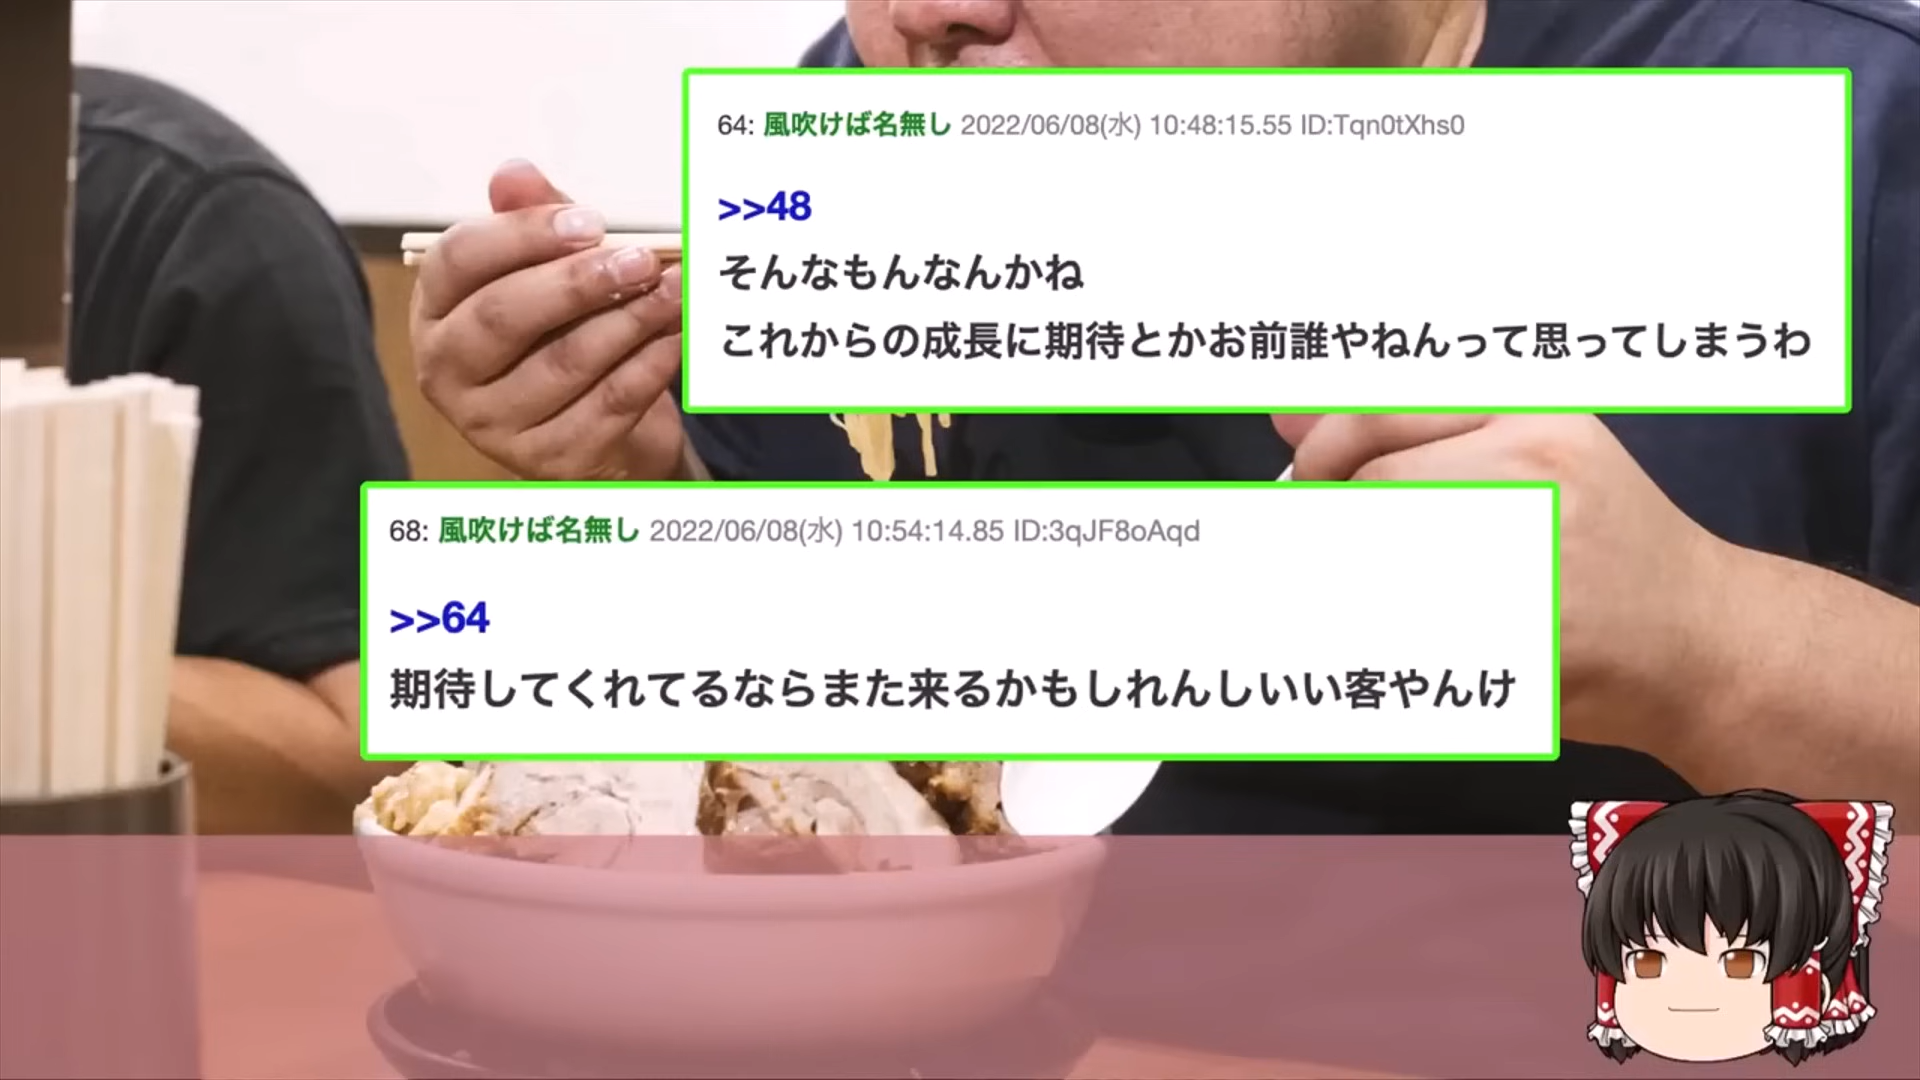 64: 風吹けば名無し 2022/06/08(水) 10:48:15.55 ID:Tqn0tXhs0
>>48
そんなもんなんかね
これからの成長に期待とかお前誰やねんって思ってしまうわ
68: 風吹けば名無し 2022/06/08(水) 10:54:14.85 ID:3qJF8oAqd
>>64
期待してくれてるならまた来るかもしれんしいい客やんけ